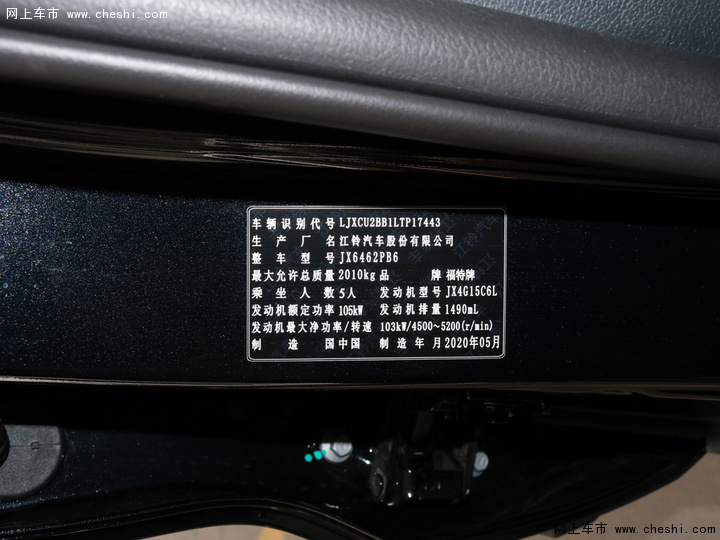 网上车市 - www.cheshi.com -
车辆识别代号 LJXCU2BB1LTP17443
生产厂名 江铃汽车股份有限公司
整车型号 JX6462PB6
最大允许总质量 2010kg 品牌 福特牌
乘坐人数 5人 发动机型号 JX4G15C6L
发动机额定功率 105kW 发动机排量 1490mL
发动机最大净功率/转速 103kW/4500~5200(r/min)
制造国 中国 制造年月 2020年05月
网上车市 www.cheshi.com